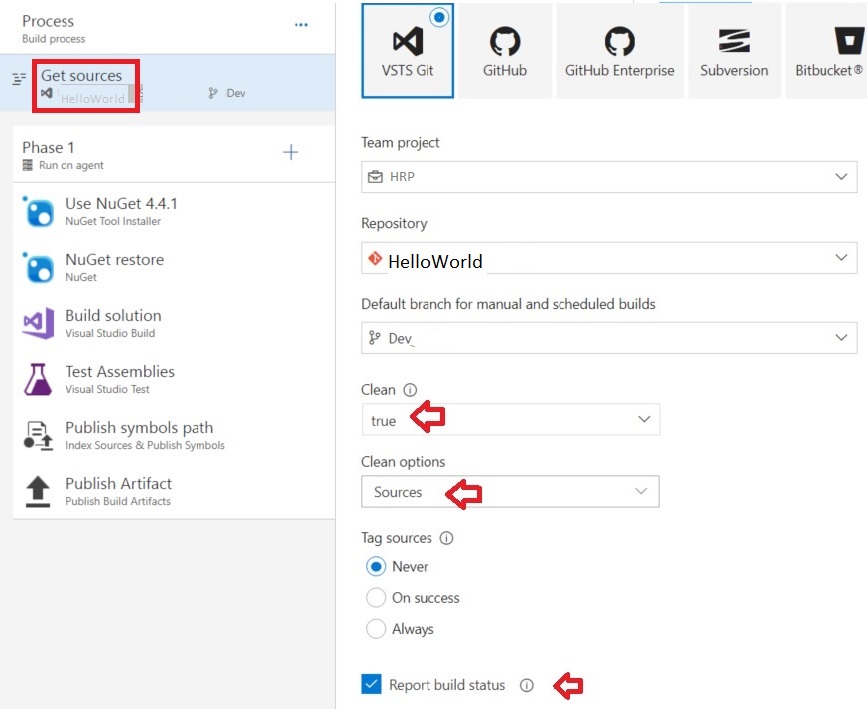 Process
...
Build process
Get sources
HelloWorld
Dev
Phase 1
Run cn agent
Use NuGet 4.4.1
NuGet Tool Installer
NuGet restore
NuGet
Build solution
Visual Studio Build
Test Assemblies
Visual Studio Test
Publish symbols path
Index Sources & Publish Symbols
Publish Artifact
Publish Build Artifacts
VSTS Git
GitHub
GitHub Enterprise
Subversion
Bitbucket®
Team project
HRP
Repository
HelloWorld
Default branch for manual and scheduled builds
Dev
Clean
true
Clean options
Sources
Tag sources
Never
On success
Always
Report build status